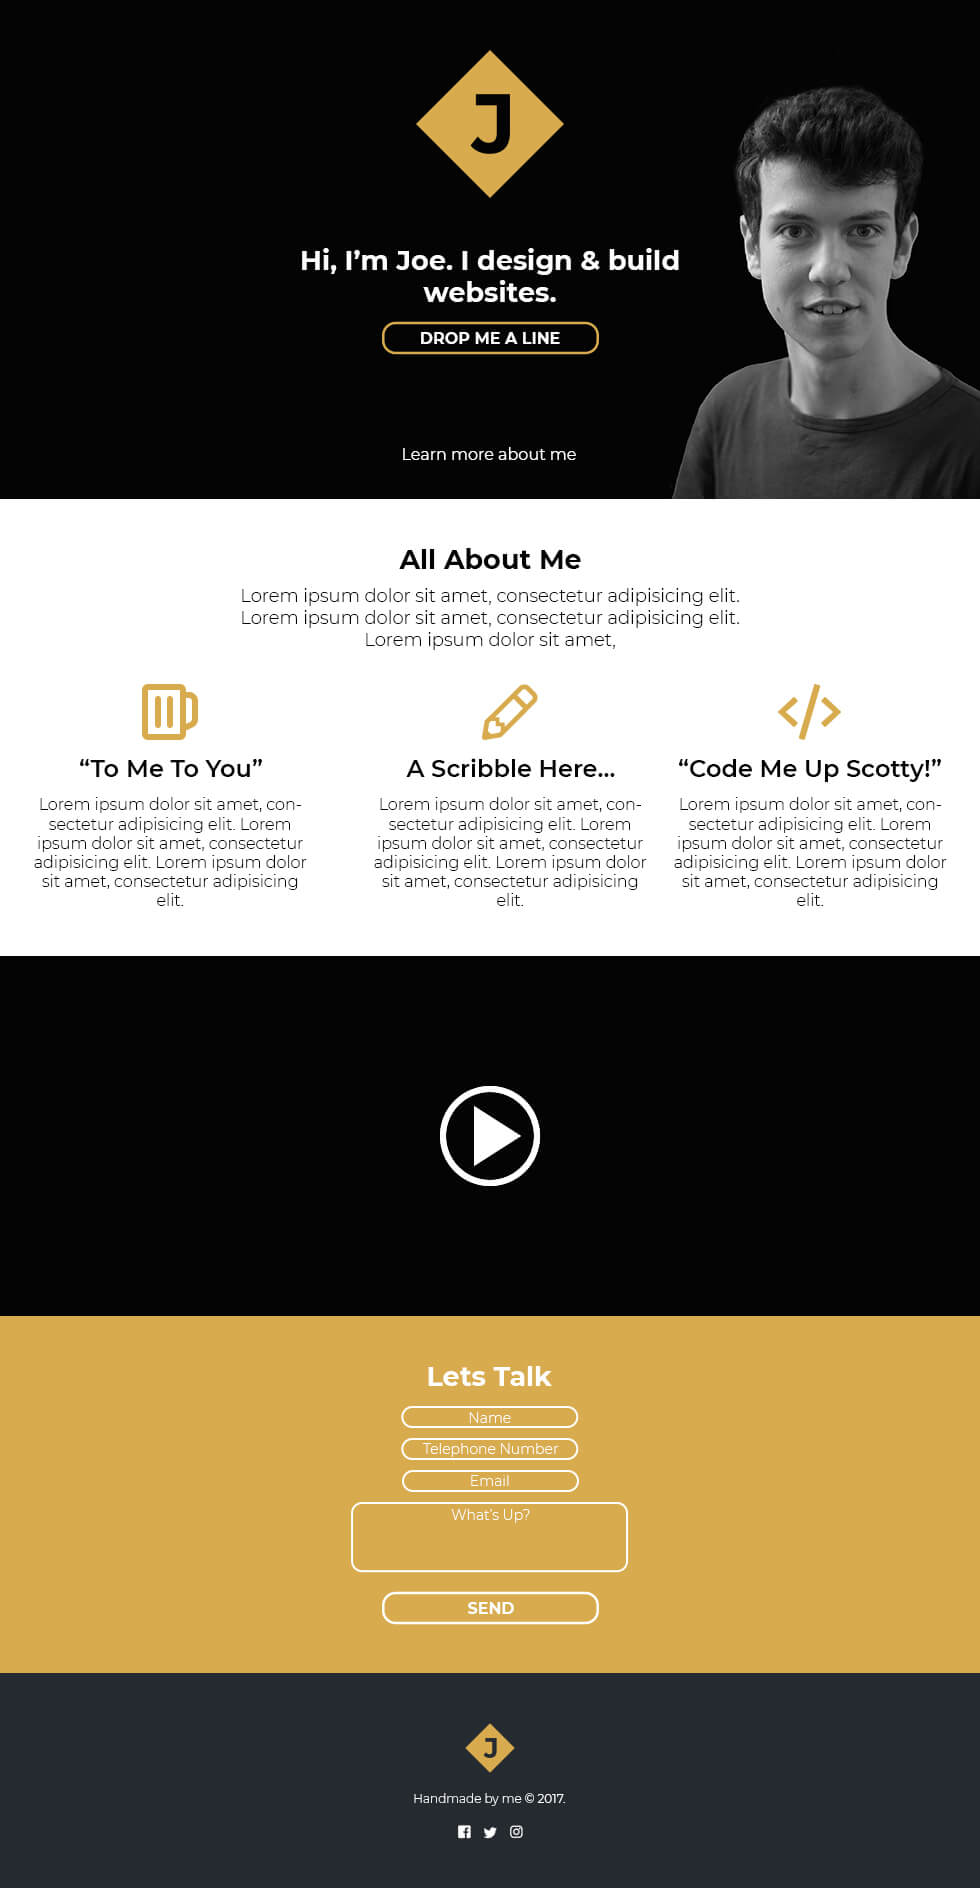 J
Hi, I’m Joe. I design & build
websites.
DROP ME A LINE
Learn more about me
All About Me
Lorem ipsum dolor sit amet, consectetur adipisicing elit.
Lorem ipsum dolor sit amet, consectetur adipisicing elit.
Lorem ipsum dolor sit amet,
“To Me To You”
Lorem ipsum dolor sit amet, con-
sectetur adipisicing elit. Lorem
ipsum dolor sit amet, consectetur
adipisicing elit. Lorem ipsum dolor
sit amet, consectetur adipisicing
elit.
A Scribble Here...
Lorem ipsum dolor sit amet, con-
sectetur adipisicing elit. Lorem
ipsum dolor sit amet, consectetur
adipisicing elit. Lorem ipsum dolor
sit amet, consectetur adipisicing
elit.
“Code Me Up Scotty!”
Lorem ipsum dolor sit amet, con-
sectetur adipisicing elit. Lorem
ipsum dolor sit amet, consectetur
adipisicing elit. Lorem ipsum dolor
sit amet, consectetur adipisicing
elit.
Lets Talk
Name
Telephone Number
Email
What’s Up?
SEND
J
Handmade by me © 2017.